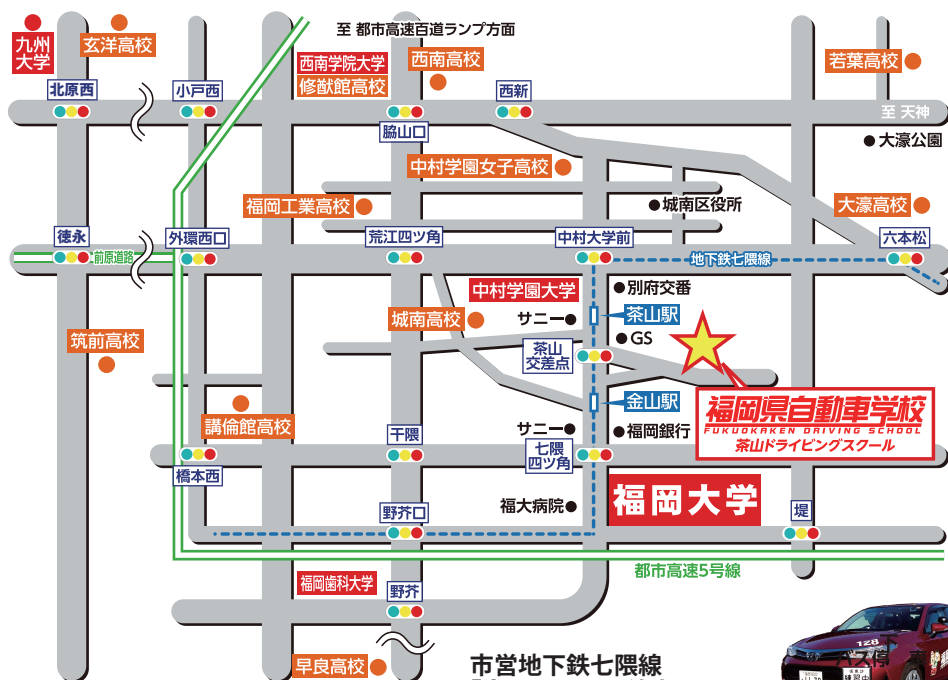 至 都市高速百道ランプ方面
九州
大学
玄洋高校
西南学院大学
修猷館高校
西南高校
若葉高校
北原西
小戸西
西新
至 天神
脇山口
大濠公園
中村学園女子高校
福岡工業高校
城南区役所
大濠高校
徳永
外環西口
荒江四ツ角
中村大学前
六本松
前原道路
地下鉄七隈線
中村学園大学
別府交番
城南高校
サニー
茶山駅
筑前高校
茶山
交差点
GS
金山駅
福岡県自動車学校
FUKUOKAKEN DRIVING SCHOOL
茶山ドライビングスクール
講倫館高校
干隈
サニー
福岡銀行
七隈
四ツ角
橋本西
福岡大学
野芥口
福大病院
堤
都市高速5号線
福岡歯科大学
野芥
早良高校
市営地下鉄七隈線
128
練習中